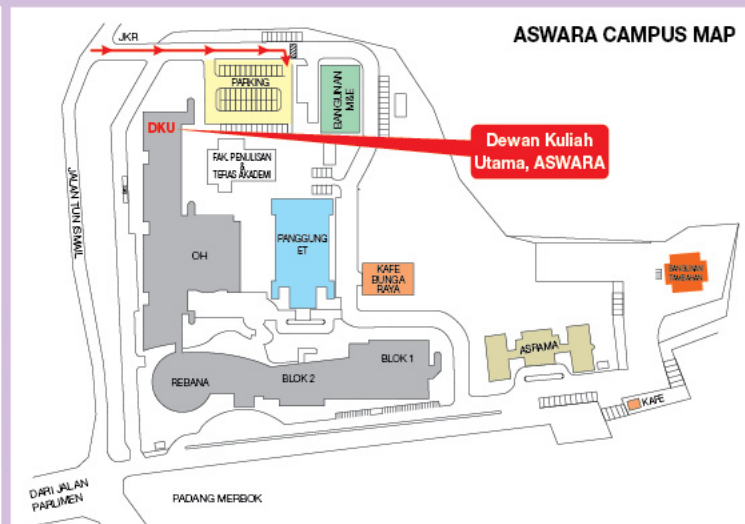 ASWARA CAMPUS MAP
JKR
PARKING
BANGUNAN
M&E
DKU
Dewan Kuliah
Utama, ASWARA
FAK. PENULISAN
&
TERAS AKADEMI
JALAN TUN ISMAIL
PANGGUNG
ET
OH
KAFE
BUNGA
RAYA
BANGUNAN
TAMBAHAN
ASRAMA
BLOK 1
BLOK 2
REBANA
KAFE
DARI JALAN
PARLIMEN
PADANG MERBOK